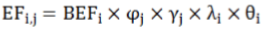 EFᵢ,ⱼ = BEFᵢ × φⱼ × γⱼ × λᵢ × θᵢ